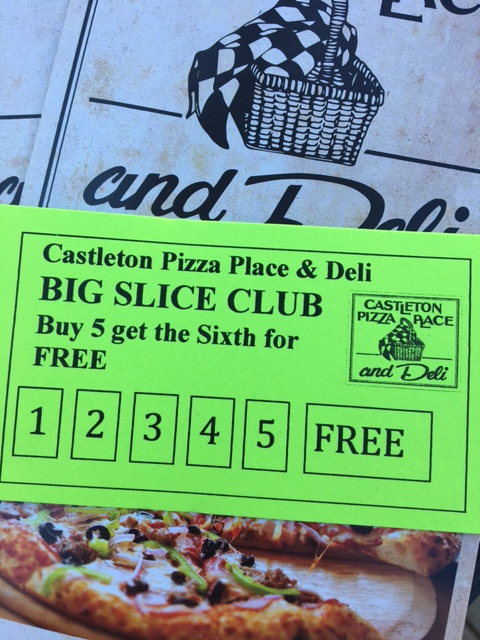 and Deli
Castleton Pizza Place & Deli
BIG SLICE CLUB
Buy 5 get the Sixth for
FREE
CASTLETON
PIZZA PLACE
and Deli
1 2 3 4 5 FREE